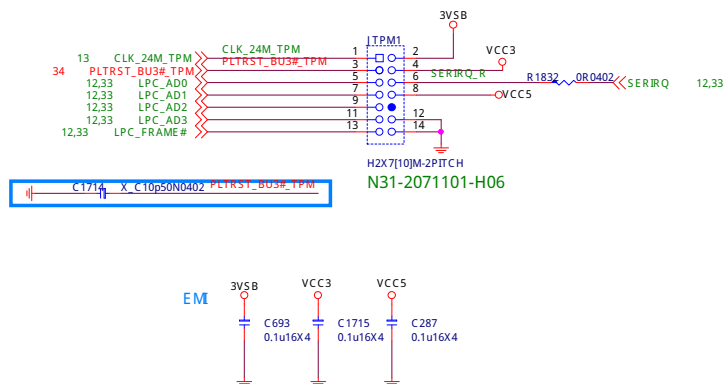 3VSB
JTPM1
VCC3
13 CLK_24M_TPM CLK_24M_TPM 1 2
34 PLTRST_BU3#_TPM PLTRST_BU3#_TPM 3 4 SERIRQ_R R1832 0R0402
12,33 LPC_AD0 5 6 SERIRQ 12,33
12,33 LPC_AD1 7 8 VCC5
12,33 LPC_AD2 9
12,33 LPC_AD3 11 12
12,33 LPC_FRAME# 13 14
H2X7[10]M-2PITCH
N31-2071101-H06
C1714 X_C10p50N0402 PLTRST_BU3#_TPM
EMI
3VSB VCC3 VCC5
C693 C1715 C287
0.1u16X4 0.1u16X4 0.1u16X4